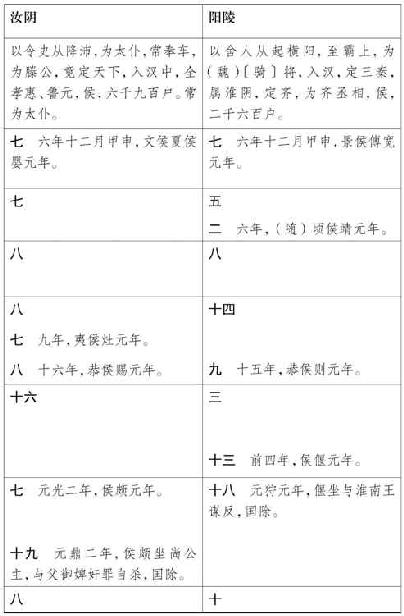 汝阴
阳陵
以令史从降沛，为太仆，常奉车，
为滕公，竟定天下，入汉中，全
孝惠、鲁元，侯，六千九百户。常
为太仆。
以舍人从起横阳，至霸上，为
（魏）〔骑〕将，入汉，定三秦，
属淮阴，定齐，为齐丞相，侯，
二千六百户。
七 六年十二月甲申，文侯夏侯
婴元年。
七 六年十二月甲申，景侯傅宽
元年。
七
五
二 六年，（随）顷侯靖元年。
八
八
八
七 九年，夷侯灶元年。
八 十六年，恭侯赐元年。
十四
九 十五年，恭侯则元年。
十六
三
十三 前四年，侯偃元年。
七 元光二年，侯颇元年。
十九 元鼎二年，侯颇坐尚公
主，与父御婢奸罪自杀，国除。
十八 元狩元年，偃坐与淮南王
谋反，国除。
八
十